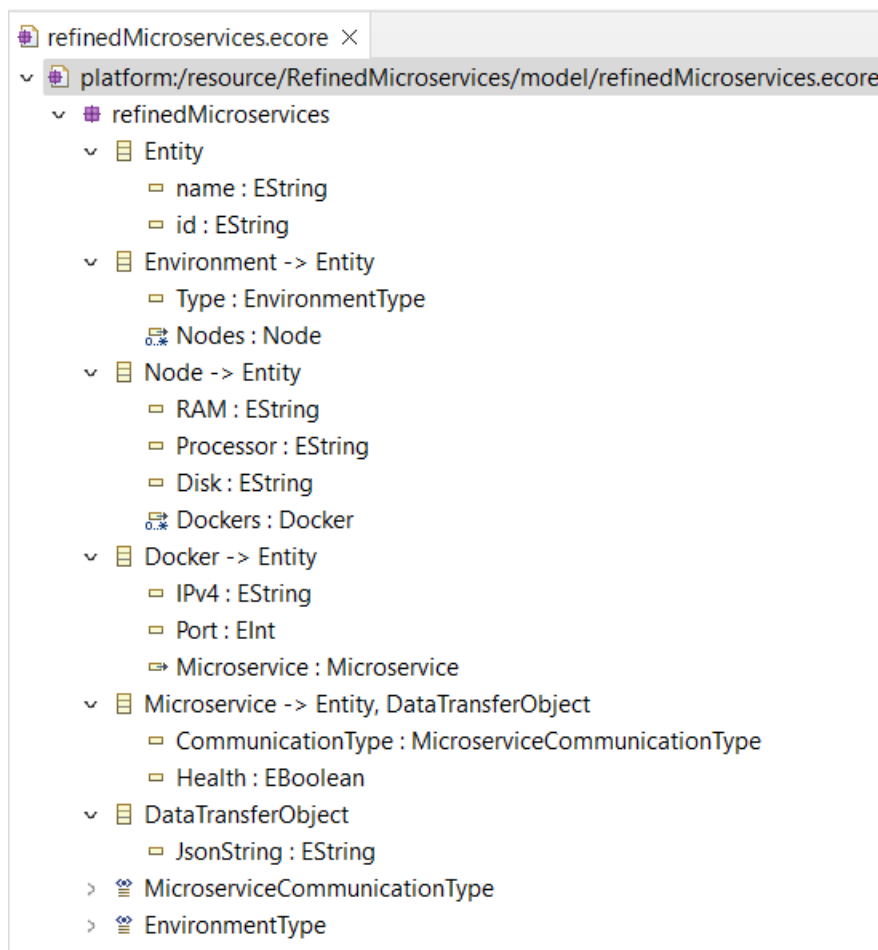 refinedMicroservices.ecore
platform:/resource/RefinedMicroservices/model/refinedMicroservices.ecore
refinedMicroservices
Entity
name : EString
id : EString
Environment -> Entity
Type : EnvironmentType
0..* Nodes : Node
Node -> Entity
RAM : EString
Processor : EString
Disk : EString
0..* Dockers : Docker
Docker -> Entity
IPv4 : EString
Port : EInt
Microservice : Microservice
Microservice -> Entity, DataTransferObject
CommunicationType : MicroserviceCommunicationType
Health : EBoolean
DataTransferObject
JsonString : EString
MicroserviceCommunicationType
EnvironmentType